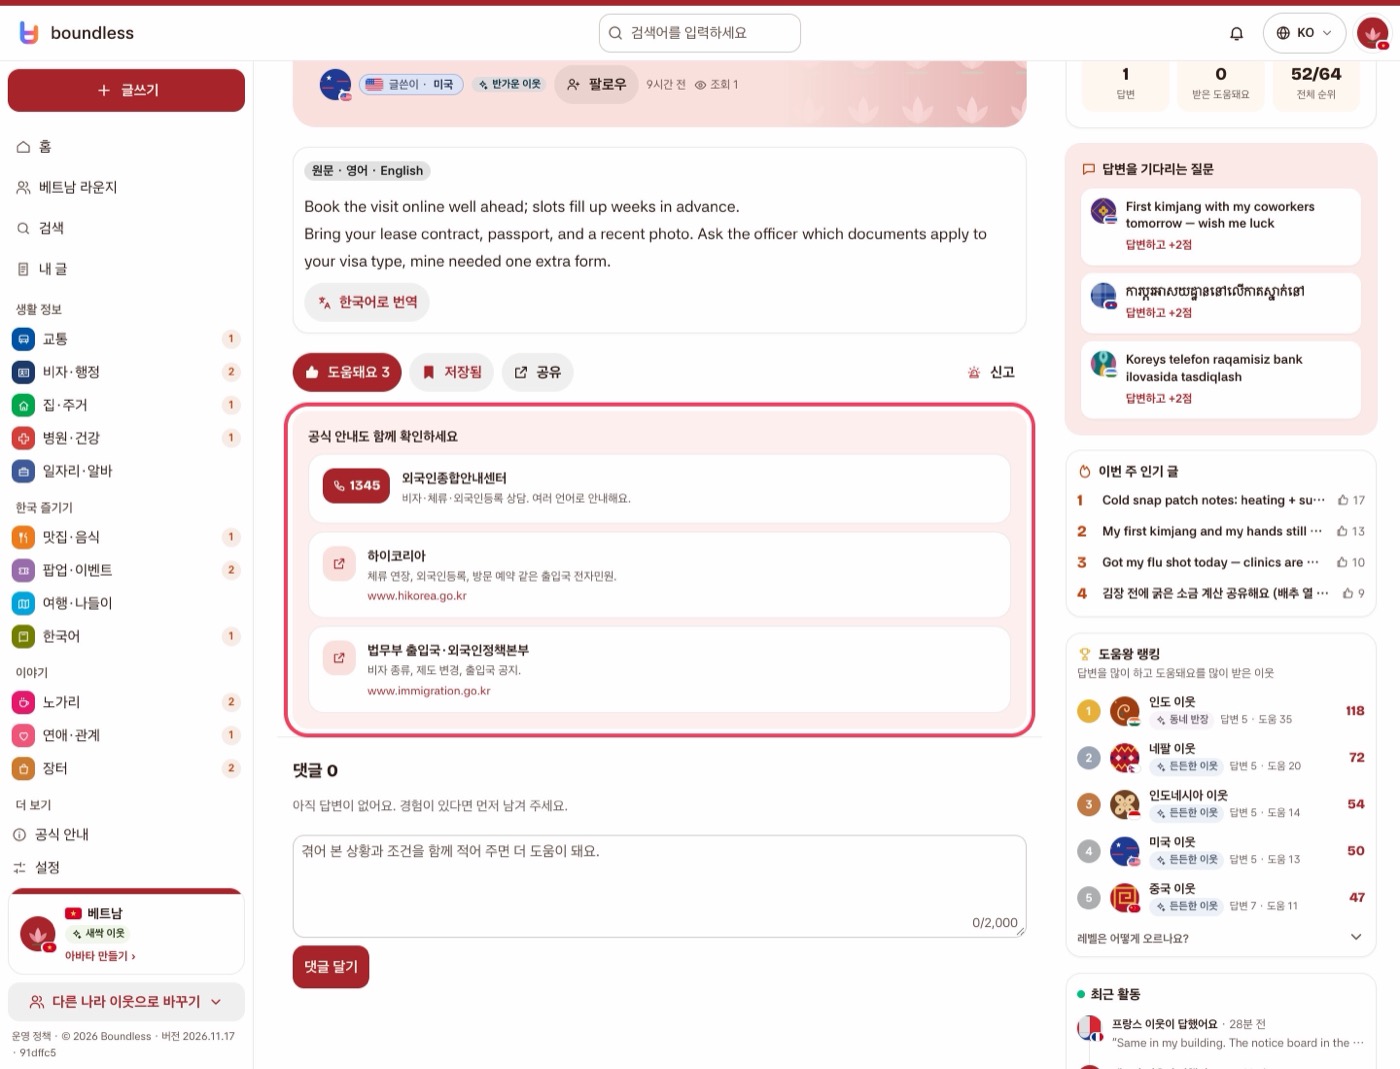 boundless
검색어를 입력하세요
KO
글쓰기
홈
베트남 라운지
검색
내 글
생활 정보
교통 1
비자·행정 2
집·주거 1
병원·건강 1
일자리·알바
한국 즐기기
맛집·음식 1
팝업·이벤트 2
여행·나들이
한국어 1
이야기
노가리 2
연애·관계 1
장터 2
더 보기
공식 안내
설정
베트남
새싹 이웃
아바타 만들기 ›
다른 나라 이웃으로 바꾸기
운영 정책 · © 2026 Boundless · 버전 2026.11.17
· 91dffc5
글쓴이 · 미국 반가운 이웃 팔로우 9시간 전 조회 1
원문 · 영어 · English
Book the visit online well ahead; slots fill up weeks in advance.
Bring your lease contract, passport, and a recent photo. Ask the officer which documents apply to
your visa type, mine needed one extra form.
한국어로 번역
도움돼요 3 저장됨 공유 신고
공식 안내도 함께 확인하세요
1345 외국인종합안내센터
비자·체류·외국인등록 상담. 여러 언어로 안내해요.
하이코리아
체류 연장, 외국인등록, 방문 예약 같은 출입국 전자민원.
www.hikorea.go.kr
법무부 출입국·외국인정책본부
비자 종류, 제도 변경, 출입국 공지.
www.immigration.go.kr
댓글 0
아직 답변이 없어요. 경험이 있다면 먼저 남겨 주세요.
겪어 본 상황과 조건을 함께 적어 주면 더 도움이 돼요.
0/2,000
댓글 달기
1 0 52/64
답변 받은 도움돼요 전체 순위
답변을 기다리는 질문
First kimjang with my coworkers
tomorrow — wish me luck
답변하고 +2점
ការប្តូរអាសយដ្ឋាននៅលើកាតស្នាក់នៅ
답변하고 +2점
Koreys telefon raqamisiz bank
ilovasida tasdiqlash
답변하고 +2점
이번 주 인기 글
1 Cold snap patch notes: heating + su··· 17
2 My first kimjang and my hands still ··· 13
3 Got my flu shot today — clinics are ··· 10
4 김장 전에 굵은 소금 계산 공유해요 (배추 열 ··· 9
도움왕 랭킹
답변을 많이 하고 도움돼요를 많이 받은 이웃
1 인도 이웃 118
동네 반장 답변 5 · 도움 35
2 네팔 이웃 72
든든한 이웃 답변 5 · 도움 20
3 인도네시아 이웃 54
든든한 이웃 답변 5 · 도움 14
4 미국 이웃 50
든든한 이웃 답변 5 · 도움 13
5 중국 이웃 47
든든한 이웃 답변 7 · 도움 11
레벨은 어떻게 오르나요?
최근 활동
프랑스 이웃이 답했어요 · 28분 전
“Same in my building. The notice board in the ···